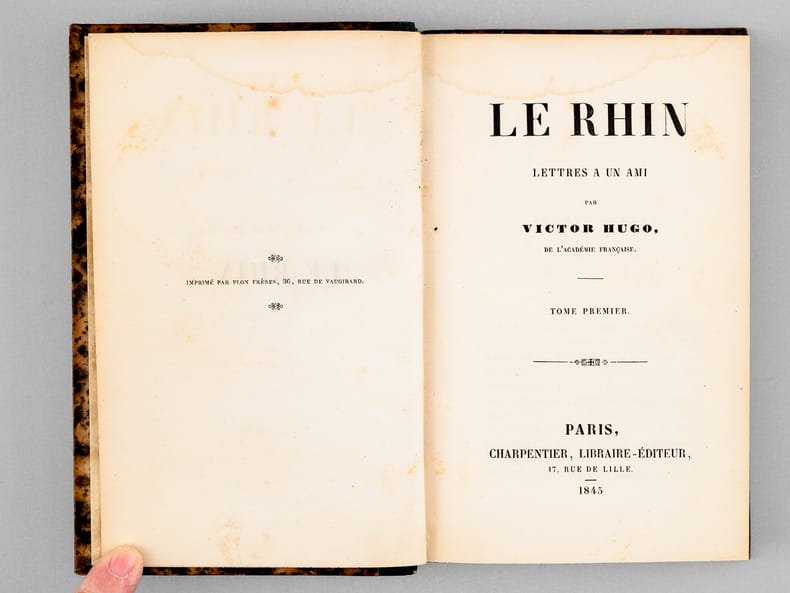 IMPRIMÉ PAR PLON FRÈRES, 36, RUE DE VAUGIRARD.
LE RHIN
LETTRES A UN AMI
PAR
VICTOR HUGO,
DE L'ACADÉMIE FRANÇAISE.
TOME PREMIER.
PARIS,
CHARPENTIER, LIBRAIRE-ÉDITEUR,
17, RUE DE LILLE.
1845